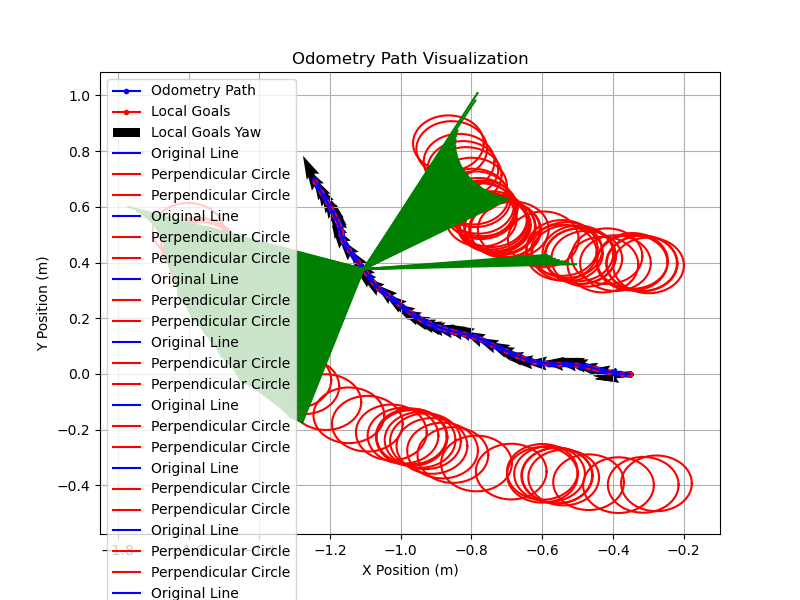 Odometry Path Visualization
Y Position (m)
1.0
0.8
0.6
0.4
0.2
0.0
−0.2
−0.4
Odometry Path
Local Goals
Local Goals Yaw
Original Line
Perpendicular Circle
Perpendicular Circle
Original Line
Perpendicular Circle
Perpendicular Circle
Original Line
Perpendicular Circle
Perpendicular Circle
Original Line
Perpendicular Circle
Perpendicular Circle
Original Line
Perpendicular Circle
Perpendicular Circle
Original Line
Perpendicular Circle
Perpendicular Circle
Original Line
Perpendicular Circle
Perpendicular Circle
Original Line
−1.8 −1.2 −1.0 −0.8 −0.6 −0.4 −0.2
X Position (m)